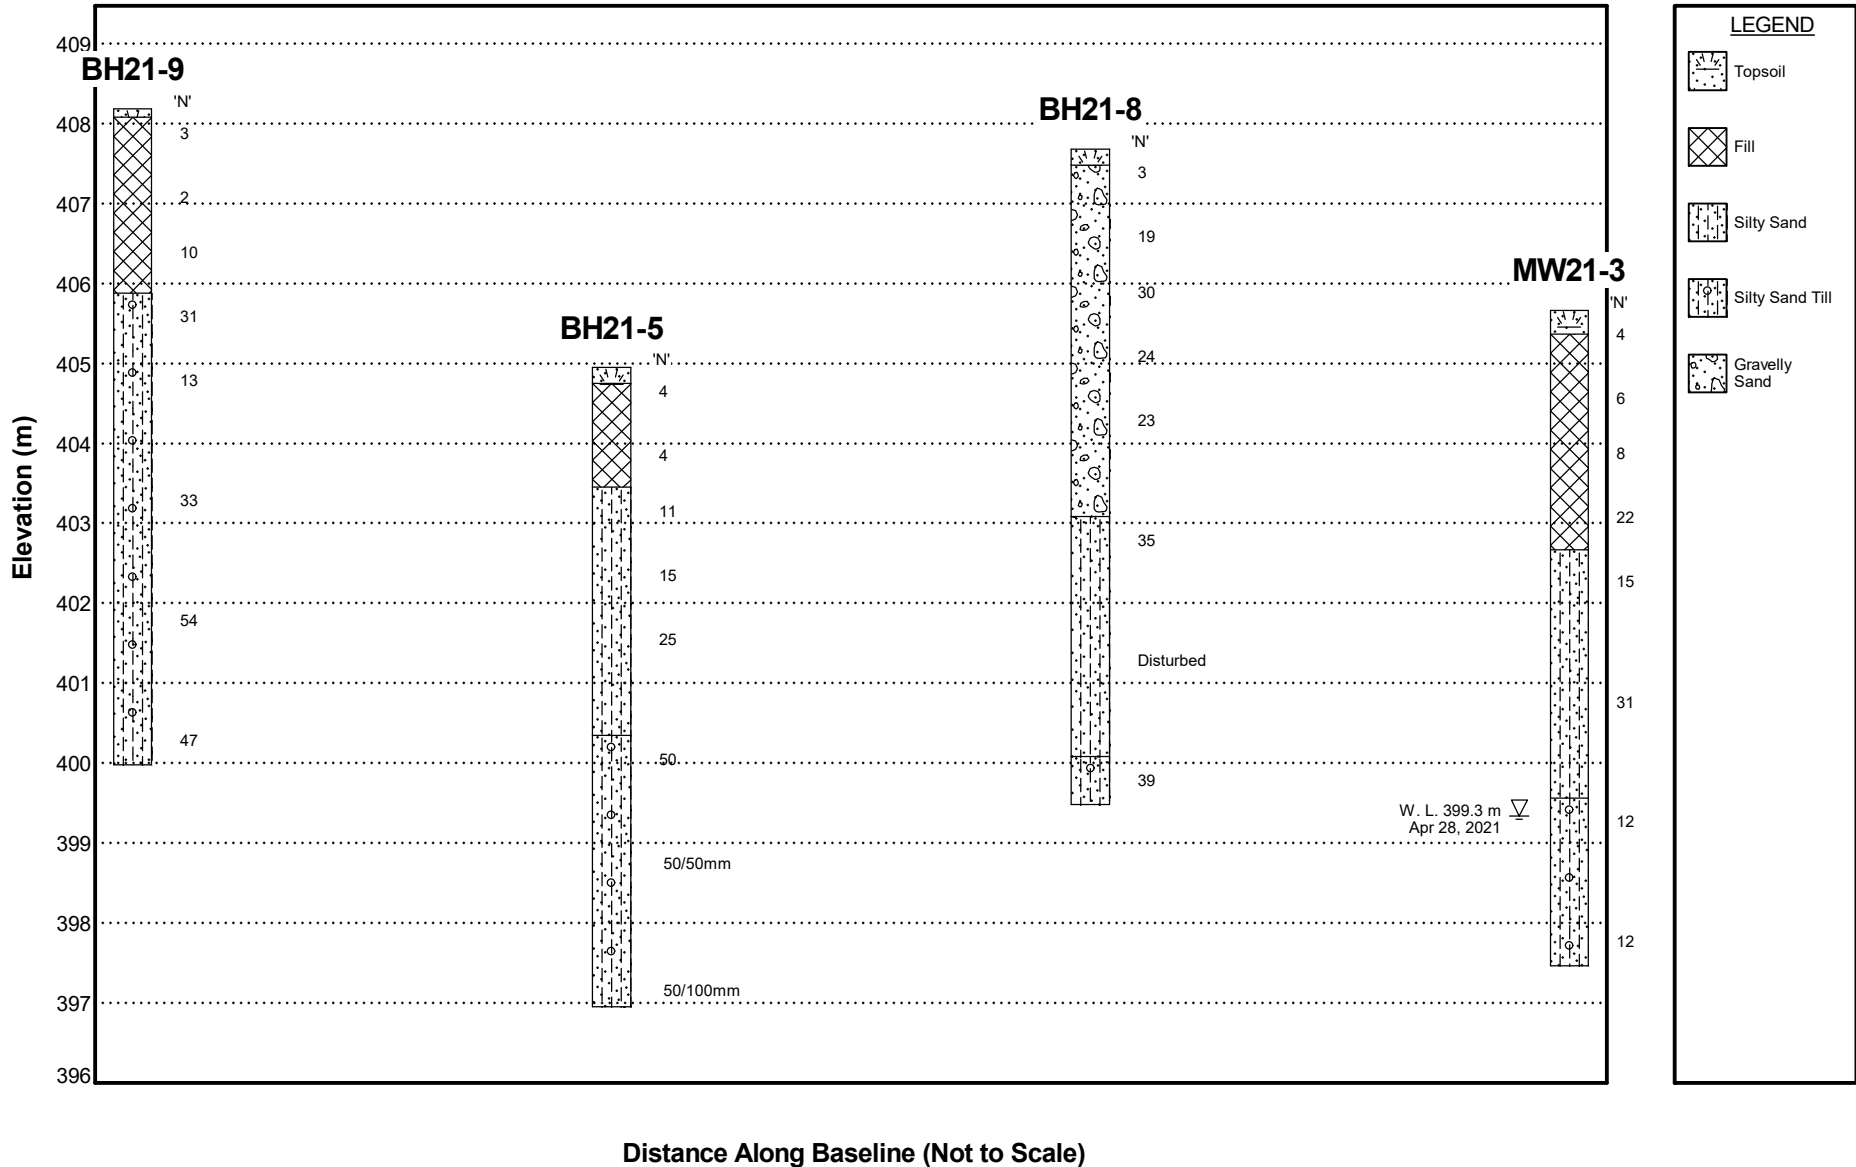 Elevation (m)
409
408
407
406
405
404
403
402
401
400
399
398
397
396
BH21-9
'N'
3
2
10
31
13
33
54
47
BH21-5
'N'
4
4
11
15
25
50
50/50mm
50/100mm
BH21-8
'N'
3
19
30
24
23
35
Disturbed
39
MW21-3
'N'
4
6
8
22
15
31
12
12
W. L. 399.3 m
Apr 28, 2021
Distance Along Baseline (Not to Scale)
LEGEND
Topsoil
Fill
Silty Sand
Silty Sand Till
Gravelly
Sand